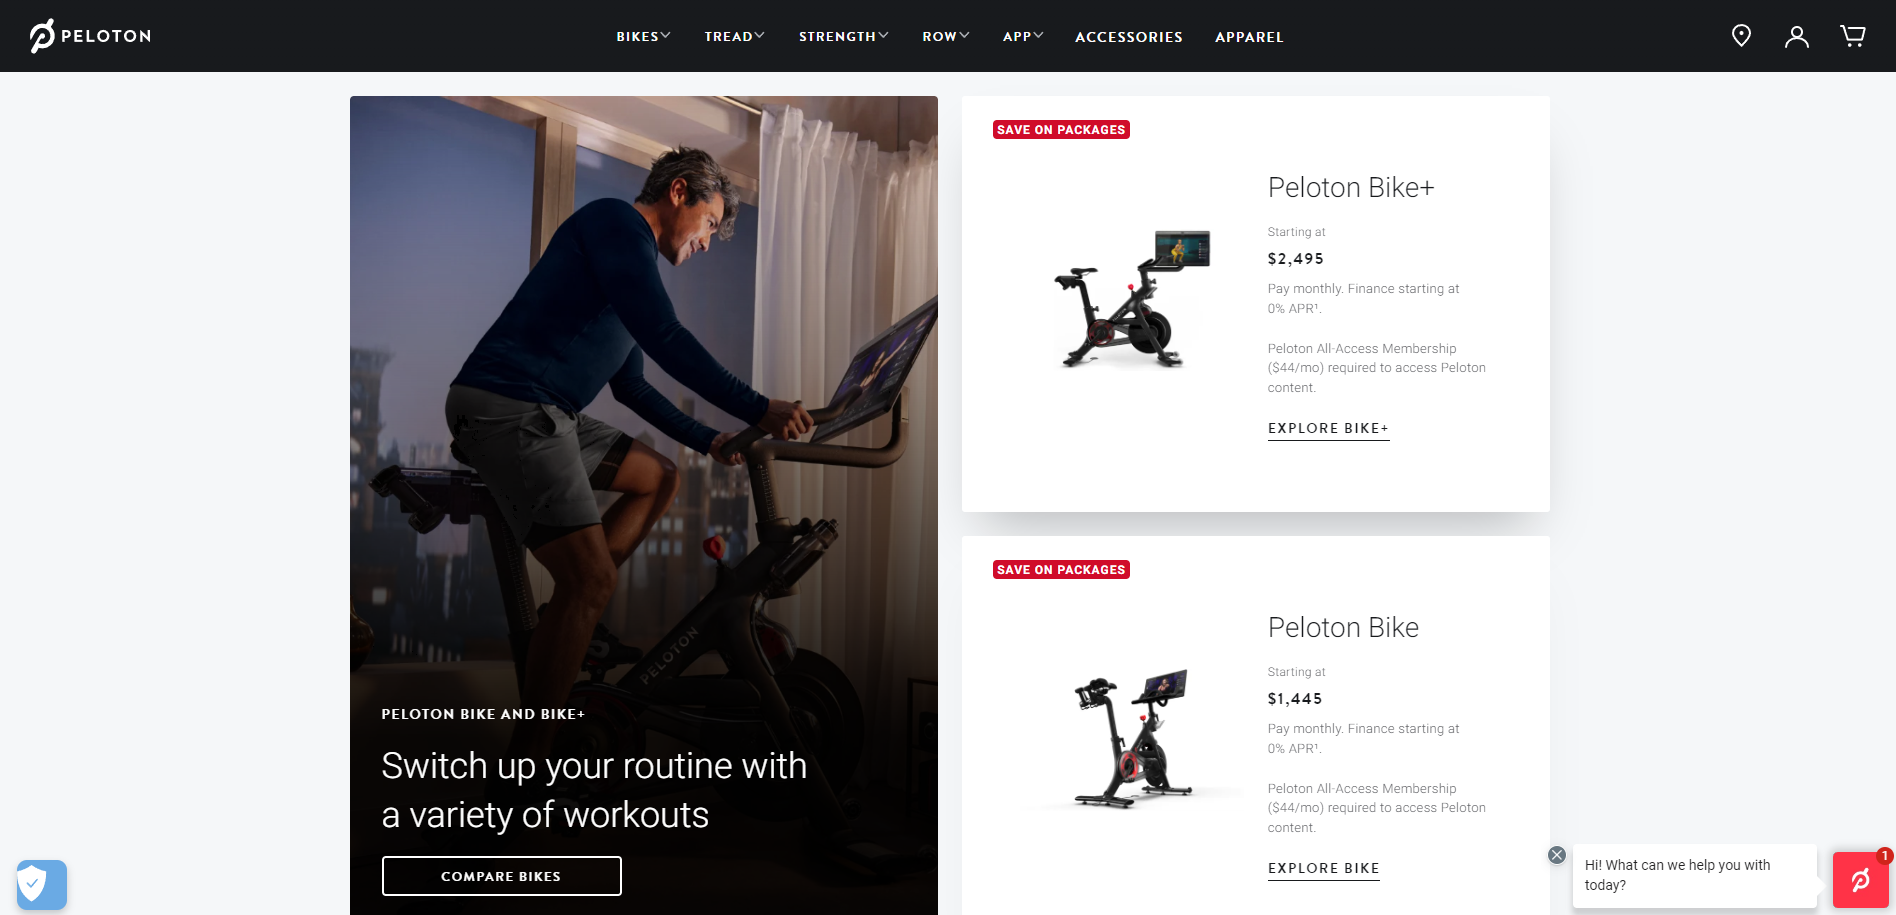 PELOTON
BIKES
TREAD
STRENGTH
ROW
APP
ACCESSORIES
APPAREL
PELOTON
PELOTON BIKE AND BIKE+
Switch up your routine with
a variety of workouts
COMPARE BIKES
SAVE ON PACKAGES
Peloton Bike+
Starting at
$2,495
Pay monthly. Finance starting at
0% APR¹.
Peloton All-Access Membership
($44/mo) required to access Peloton
content.
EXPLORE BIKE+
SAVE ON PACKAGES
Peloton Bike
Starting at
$1,445
Pay monthly. Finance starting at
0% APR¹.
Peloton All-Access Membership
($44/mo) required to access Peloton
content.
EXPLORE BIKE
Hi! What can we help you with
today?
1